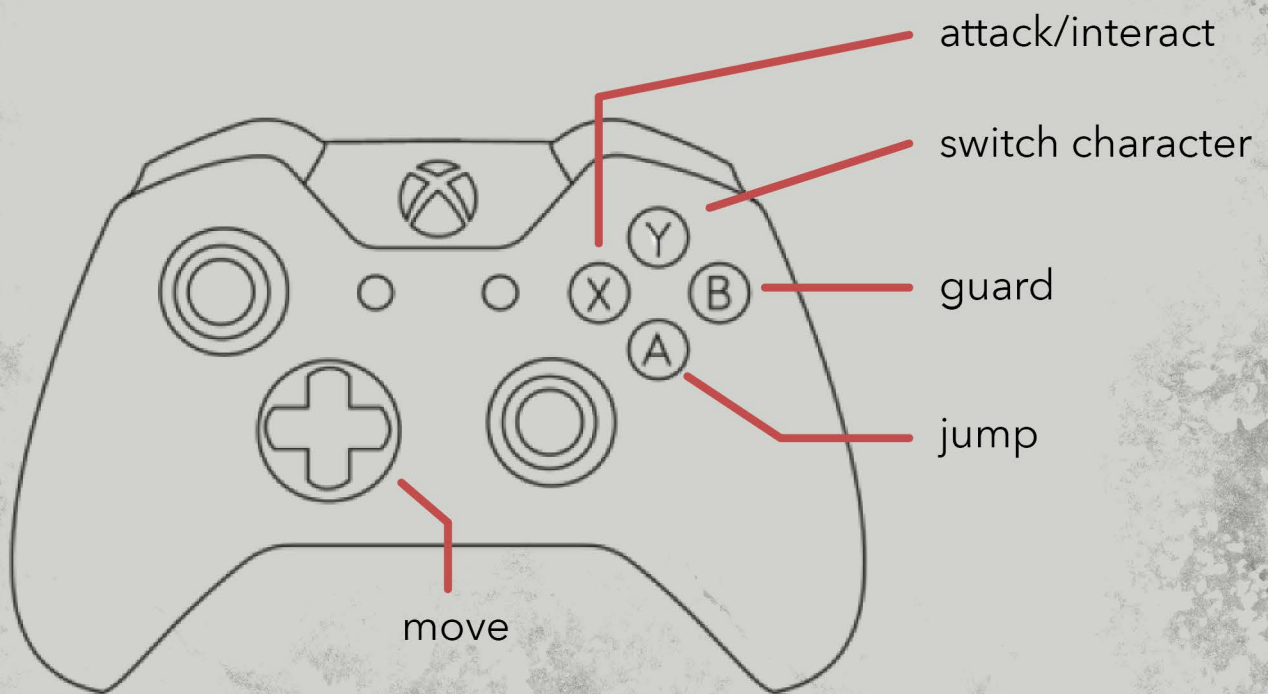 attack/interact
switch character
Y
X
B
guard
A
jump
move